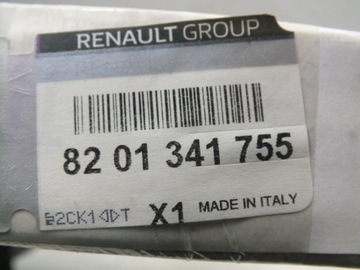 RENAULT GROUP
82 01 341 755
X1 MADE IN ITALY